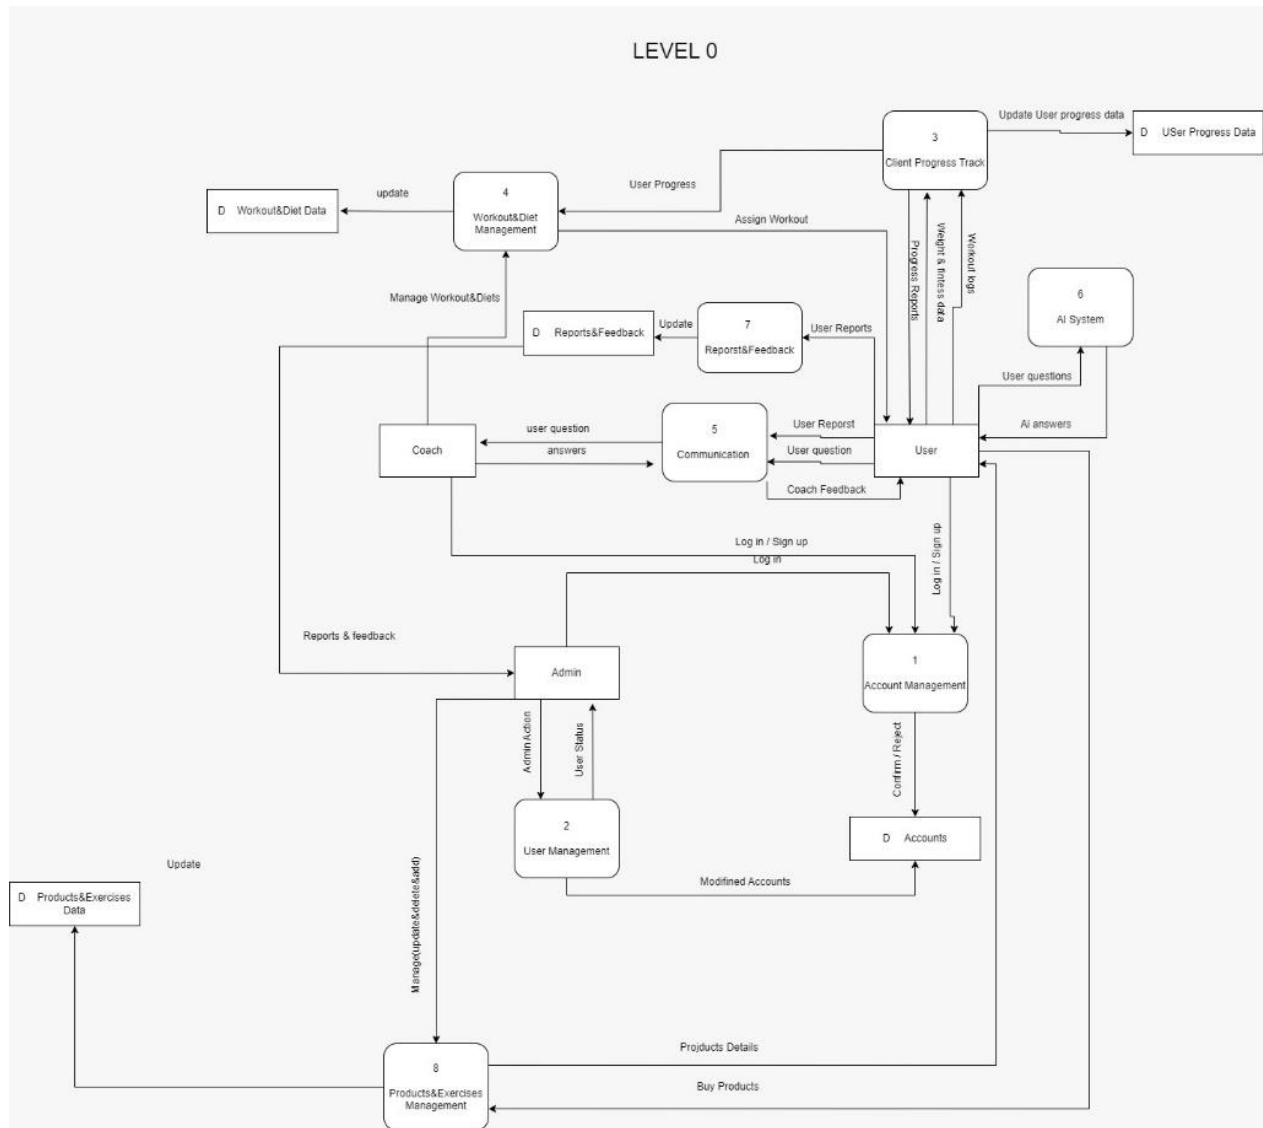 LEVEL 0
Update User progress data
3
Client Progress Track
D USer Progress Data
User Progress
update
4
Workout&Diet
Management
D Workout&Diet Data
Assign Workout
Progress Reports
Weight & fintess data
Workout logs
Manage Workout&Diets
6
AI System
D Reports&Feedback
Update
7
Reporst&Feedback
User Reports
User questions
Ai answers
Coach
user question
answers
5
Communication
User Reporst
User question
Coach Feedback
User
Log in / Sign up
Log in
Log in / Sign up
Reports & feedback
Admin
1
Account Management
Admin Action
User Status
Confirm / Reject
2
User Management
D Accounts
Modifined Accounts
Update
D Products&Exercises
Data
Manage(update&delete&add)
8
Products&Exercises
Management
Projducts Details
Buy Products